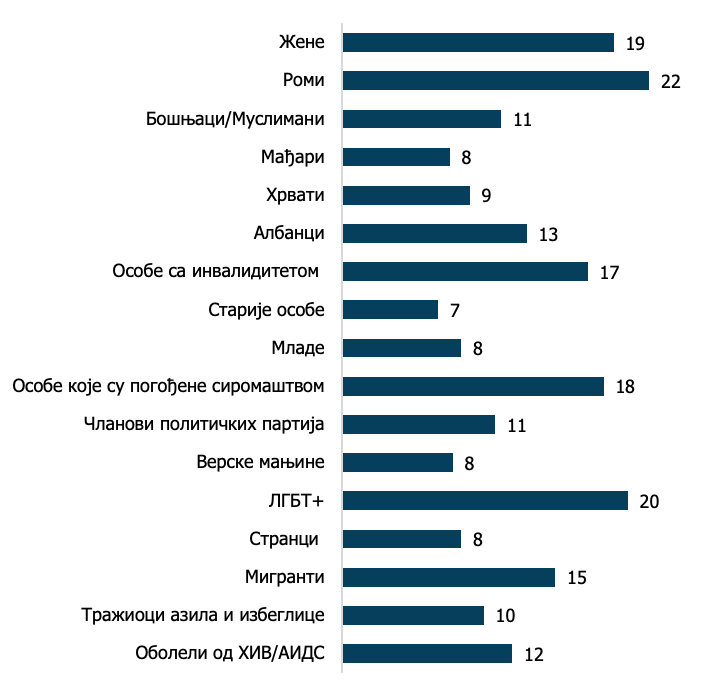 Жене 19
Роми 22
Бошњаци/Муслимани 11
Мађари 8
Хрвати 9
Албанци 13
Особе са инвалидитетом 17
Старије особе 7
Младе 8
Особе које су погођене сиромаштвом 18
Чланови политичких партија 11
Верске мањине 8
ЛГБТ+ 20
Странци 8
Мигранти 15
Тражиоци азила и избеглице 10
Оболели од ХИВ/АИДС 12